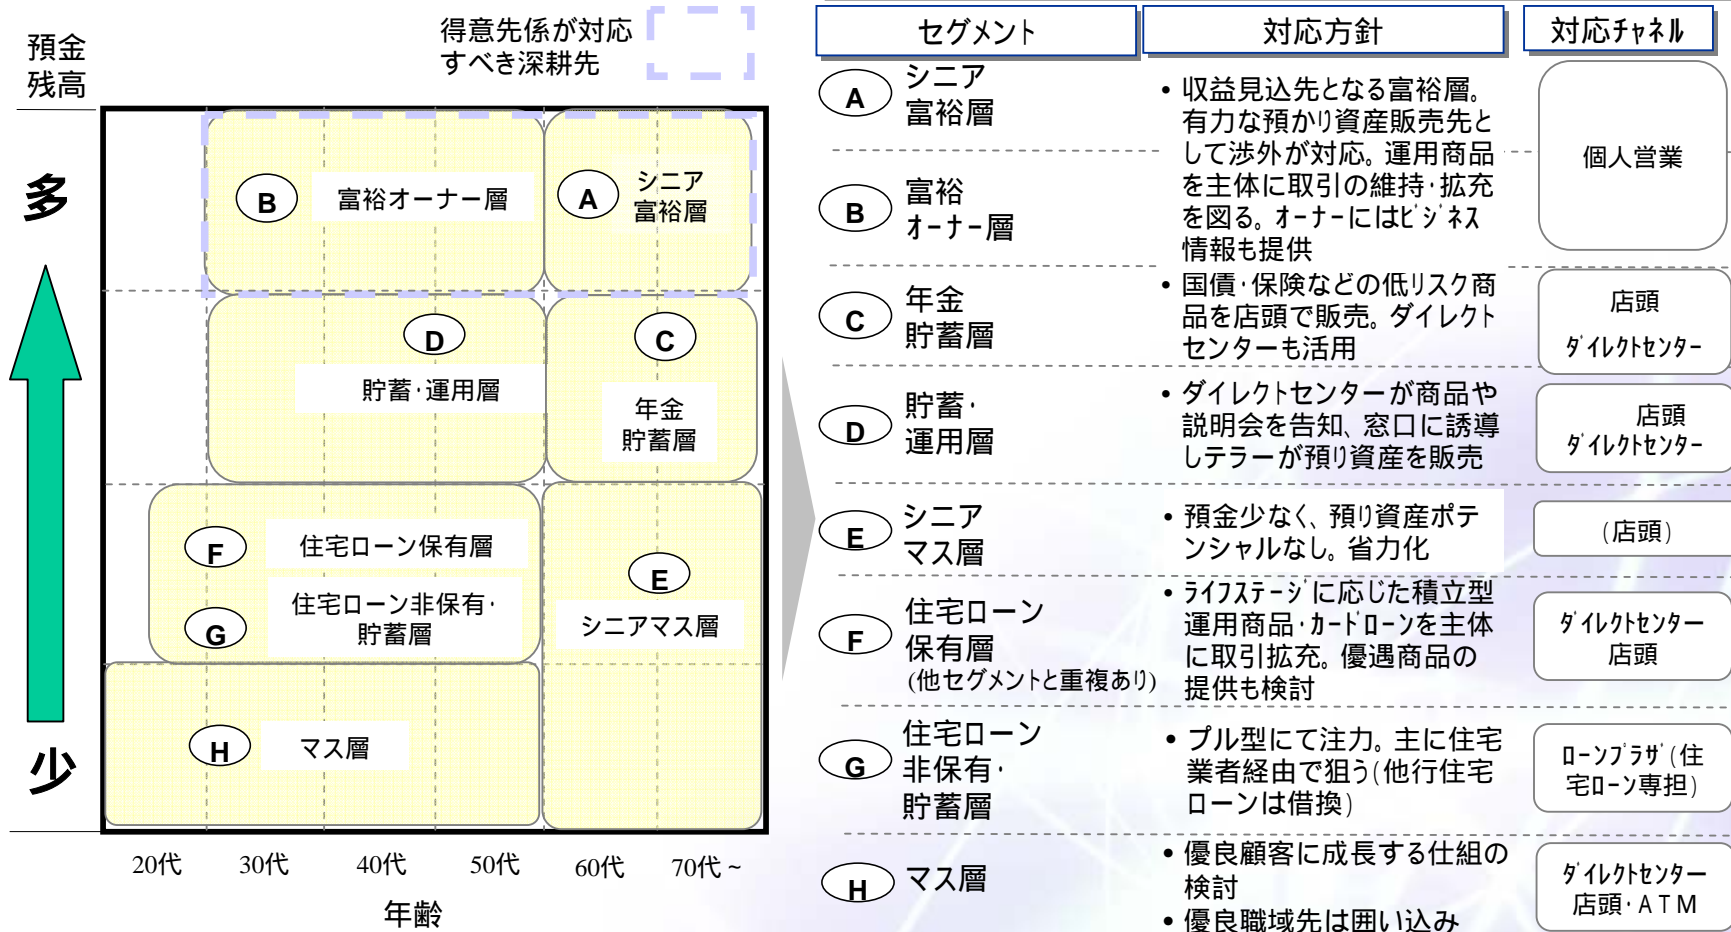 預金
残高
得意先係が対応
すべき深耕先
多
少
B
富裕オーナー層
A
シニア
富裕層
D
貯蓄・運用層
C
年金
貯蓄層
F
住宅ローン保有層
G
住宅ローン非保有・
貯蓄層
E
シニアマス層
H
マス層
20代
30代
40代
50代
60代
70代 ~
年齢
セグメント
対応方針
対応ﾁｬﾈﾙ
A
シニア
富裕層
B
富裕
ｵｰﾅｰ層
• 収益見込先となる富裕層。
有力な預かり資産販売先と
して渉外が対応。運用商品
を主体に取引の維持・拡充
を図る。ｵｰﾅｰにはﾋﾞｼﾞﾈｽ
情報も提供
個人営業
C
年金
貯蓄層
• 国債・保険などの低リスク商
品を店頭で販売。ダイレクト
センターも活用
店頭
ﾀﾞｲﾚｸﾄｾﾝﾀｰ
D
貯蓄・
運用層
• ダイレクトセンターが商品や
説明会を告知、窓口に誘導
しテラーが預り資産を販売
店頭
ﾀﾞｲﾚｸﾄｾﾝﾀｰ
E
シニア
マス層
• 預金少なく、預り資産ポテ
ンシャルなし。省力化
(店頭)
F
住宅ローン
保有層
(他セグメントと重複あり)
• ﾗｲﾌｽﾃｰｼﾞに応じた積立型
運用商品・ｶｰﾄﾞﾛｰﾝを主体
に取引拡充。優遇商品の
提供も検討
ﾀﾞｲﾚｸﾄｾﾝﾀｰ
店頭
G
住宅ローン
非保有・
貯蓄層
• プル型にて注力。主に住宅
業者経由で狙う(他行住宅
ローンは借換)
ﾛｰﾝﾌﾟﾗｻﾞ(住
宅ﾛｰﾝ専担)
H
マス層
• 優良顧客に成長する仕組の
検討
• 優良職域先は囲い込み
ﾀﾞｲﾚｸﾄｾﾝﾀｰ
店頭・ＡＴＭ